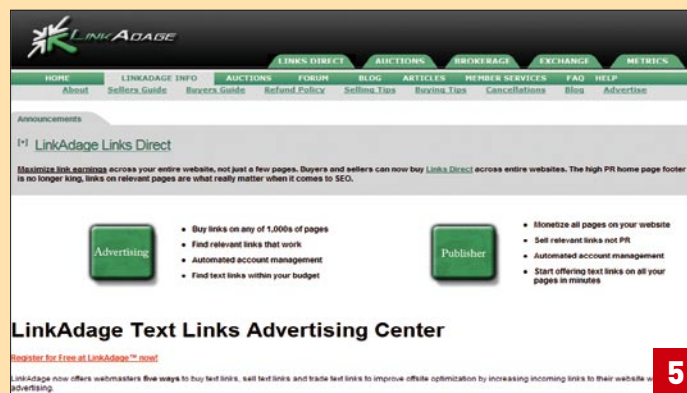 LINKADAGE
LINKS DIRECT AUCTIONS BROKERAGE EXCHANGE METRICS
HOME LINKADAGE INFO AUCTIONS FORUM BLOG ARTICLES MEMBER SERVICES FAQ HELP
About Sellers Guide Buyers Guide Refund Policy Selling Tips Buying Tips Cancellations Blog Advertise
Announcements
[+] LinkAdage Links Direct
Maximize link earnings across your entire website, not just a few pages. Buyers and sellers can now buy Links Direct across entire websites. The high PR home page footer
is no longer king, links on relevant pages are what really matter when it comes to SEO.
Advertising
• Buy links on any of 1,000s of pages
• Find relevant links that work
• Automated account management
• Find text links within your budget
Publisher
• Monetize all pages on your website
• Sell relevant links not PR
• Automated account management
• Start offering text links on all your
pages in minutes
LinkAdage Text Links Advertising Center
Register for Free at LinkAdage™ now!
LinkAdage now offers webmasters five ways to buy text links, sell text links and trade text links to improve offsite optimization by increasing incoming links to their website w
advertising.
5